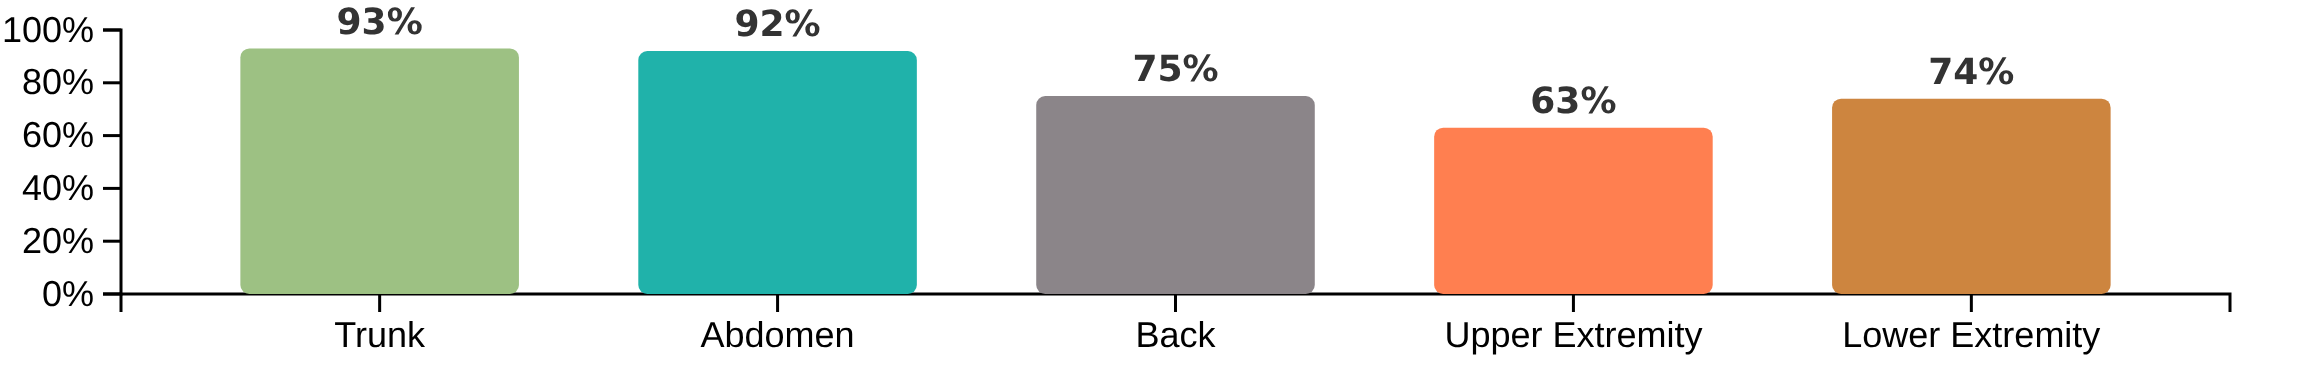 93%
92%
75%
63%
74%
100%
80%
60%
40%
20%
0%
Trunk
Abdomen
Back
Upper Extremity
Lower Extremity